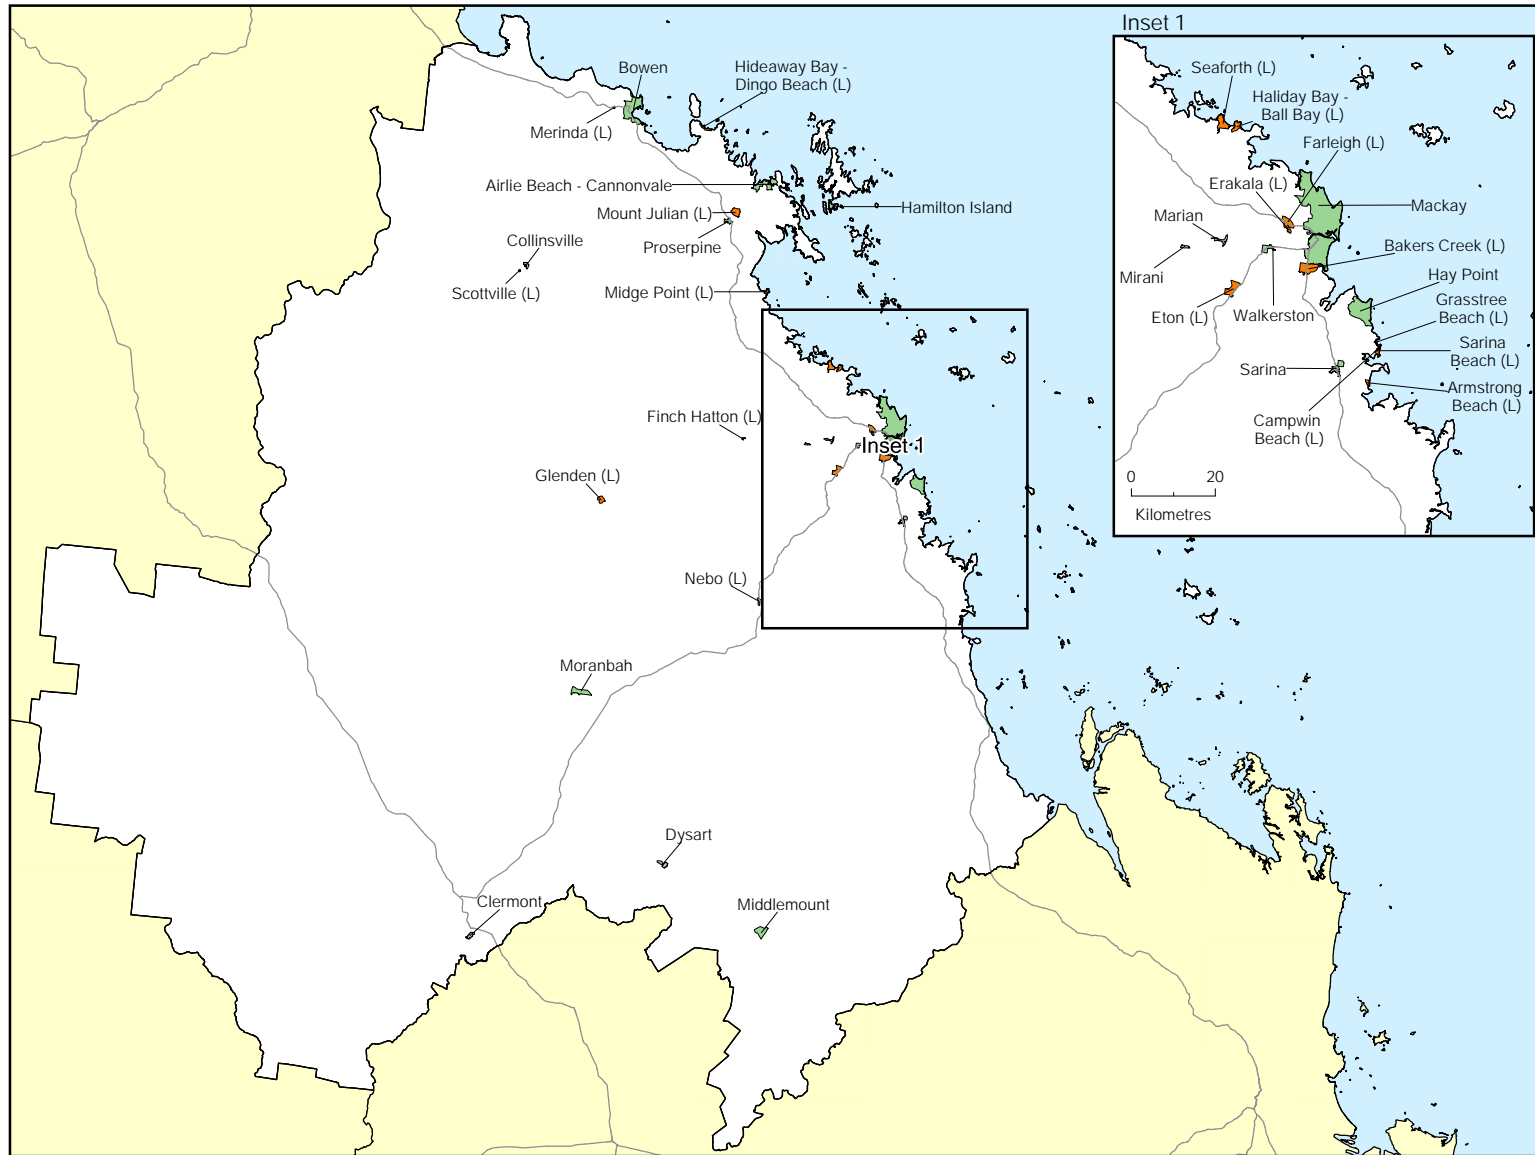 Inset 1
Bowen
Hideaway Bay -
Dingo Beach (L)
Merinda (L)
Airlie Beach - Cannonvale
Mount Julian (L)
Hamilton Island
Collinsville
Proserpine
Scottville (L)
Midge Point (L)
Finch Hatton (L)
Inset 1
Glenden (L)
Nebo (L)
Moranbah
Dysart
Clermont
Middlemount
Seaforth (L)
Haliday Bay -
Ball Bay (L)
Farleigh (L)
Erakala (L)
Marian
Mackay
Bakers Creek (L)
Mirani
Hay Point
Grasstree
Beach (L)
Eton (L)
Walkerston
Sarina
Beach (L)
Sarina
Armstrong
Beach (L)
Campwin
Beach (L)
0 20
Kilometres